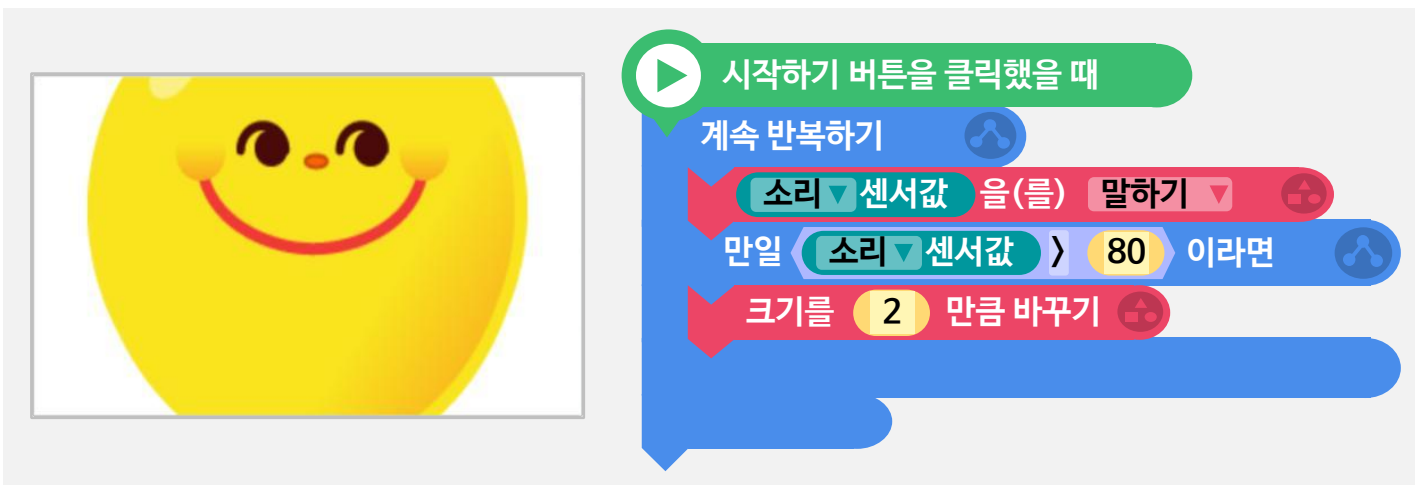 시작하기 버튼을 클릭했을 때
계속 반복하기
소리▼ 센서값 을(를) 말하기 ▼
만일 소리▼ 센서값 > 80 이라면
크기를 2 만큼 바꾸기